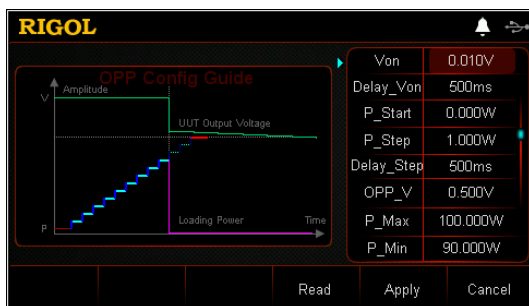 RIGOL
OPP Config Guide
Amplitude
V
UUT Output Voltage
Loading Power
Time
P
Von 0.010V
Delay_Von 500ms
P_Start 0.000W
P_Step 1.000W
Delay_Step 500ms
OPP_V 0.500V
P_Max 100.000W
P_Min 90.000W
Read Apply Cancel